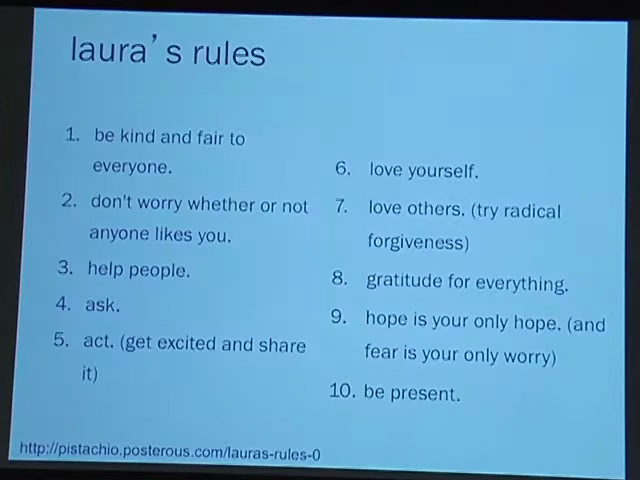 laura's rules
1. be kind and fair to
everyone.
2. don't worry whether or not
anyone likes you.
3. help people.
4. ask.
5. act. (get excited and share
it)
6. love yourself.
7. love others. (try radical
forgiveness)
8. gratitude for everything.
9. hope is your only hope. (and
fear is your only worry)
10. be present.
http://pistachio.posterous.com/lauras-rules-0